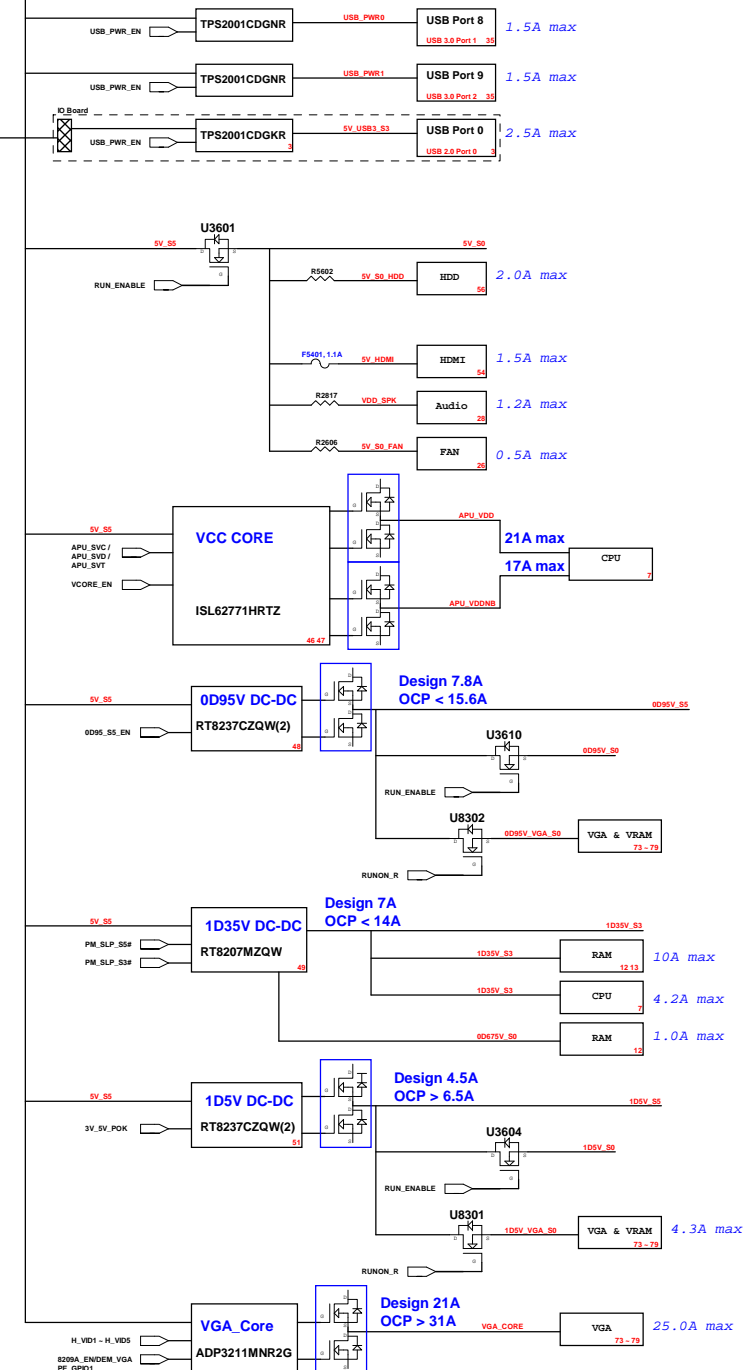 USB_PWR_EN
TPS2001CDGNR
USB_PWR0
USB Port 8
USB 3.0 Port 1 35
1.5A max
USB_PWR_EN
TPS2001CDGNR
USB_PWR1
USB Port 9
USB 3.0 Port 2 35
1.5A max
IO Board
USB_PWR_EN
TPS2001CDGKR
3
5V_USB3_S3
USB Port 0
USB 2.0 Port 0 3
2.5A max
U3601
5V_S5
D S
G
5V_S0
RUN_ENABLE
R5602
5V_S0_HDD
HDD
56
2.0A max
F5401, 1.1A
5V_HDMI
HDMI
54
1.5A max
R2817
VDD_SPK
Audio
28
1.2A max
R2606
5V_S0_FAN
FAN
26
0.5A max
5V_S5
APU_SVC /
APU_SVD /
APU_SVT
VCORE_EN
VCC CORE
ISL62771HRTZ
46 47
APU_VDD
21A max
17A max
APU_VDDNB
CPU
7
5V_S5
0D95_S5_EN
0D95V DC-DC
RT8237CZQW(2)
48
Design 7.8A
OCP < 15.6A
0D95V_S5
U3610
0D95V_S0
D S
G
RUN_ENABLE
U8302
0D95V_VGA_S0
D S
G
VGA & VRAM
73 ~ 79
RUNON_R
5V_S5
PM_SLP_S5#
PM_SLP_S3#
1D35V DC-DC
RT8207MZQW
49
Design 7A
OCP < 14A
1D35V_S3
1D35V_S3
RAM
12 13
10A max
1D35V_S3
CPU
7
4.2A max
0D675V_S0
RAM
12
1.0A max
5V_S5
3V_5V_POK
1D5V DC-DC
RT8237CZQW(2)
51
Design 4.5A
OCP > 6.5A
1D5V_S5
U3604
1D5V_S0
D S
G
RUN_ENABLE
U8301
1D5V_VGA_S0
D S
G
VGA & VRAM
73 ~ 79
4.3A max
RUNON_R
VGA_Core
ADP3211MNR2G
H_VID1 ~ H_VID5
8209A_EN/DEM_VGA
PE_GPIO1
Design 21A
OCP > 31A
VGA_CORE
VGA
73 ~ 79
25.0A max